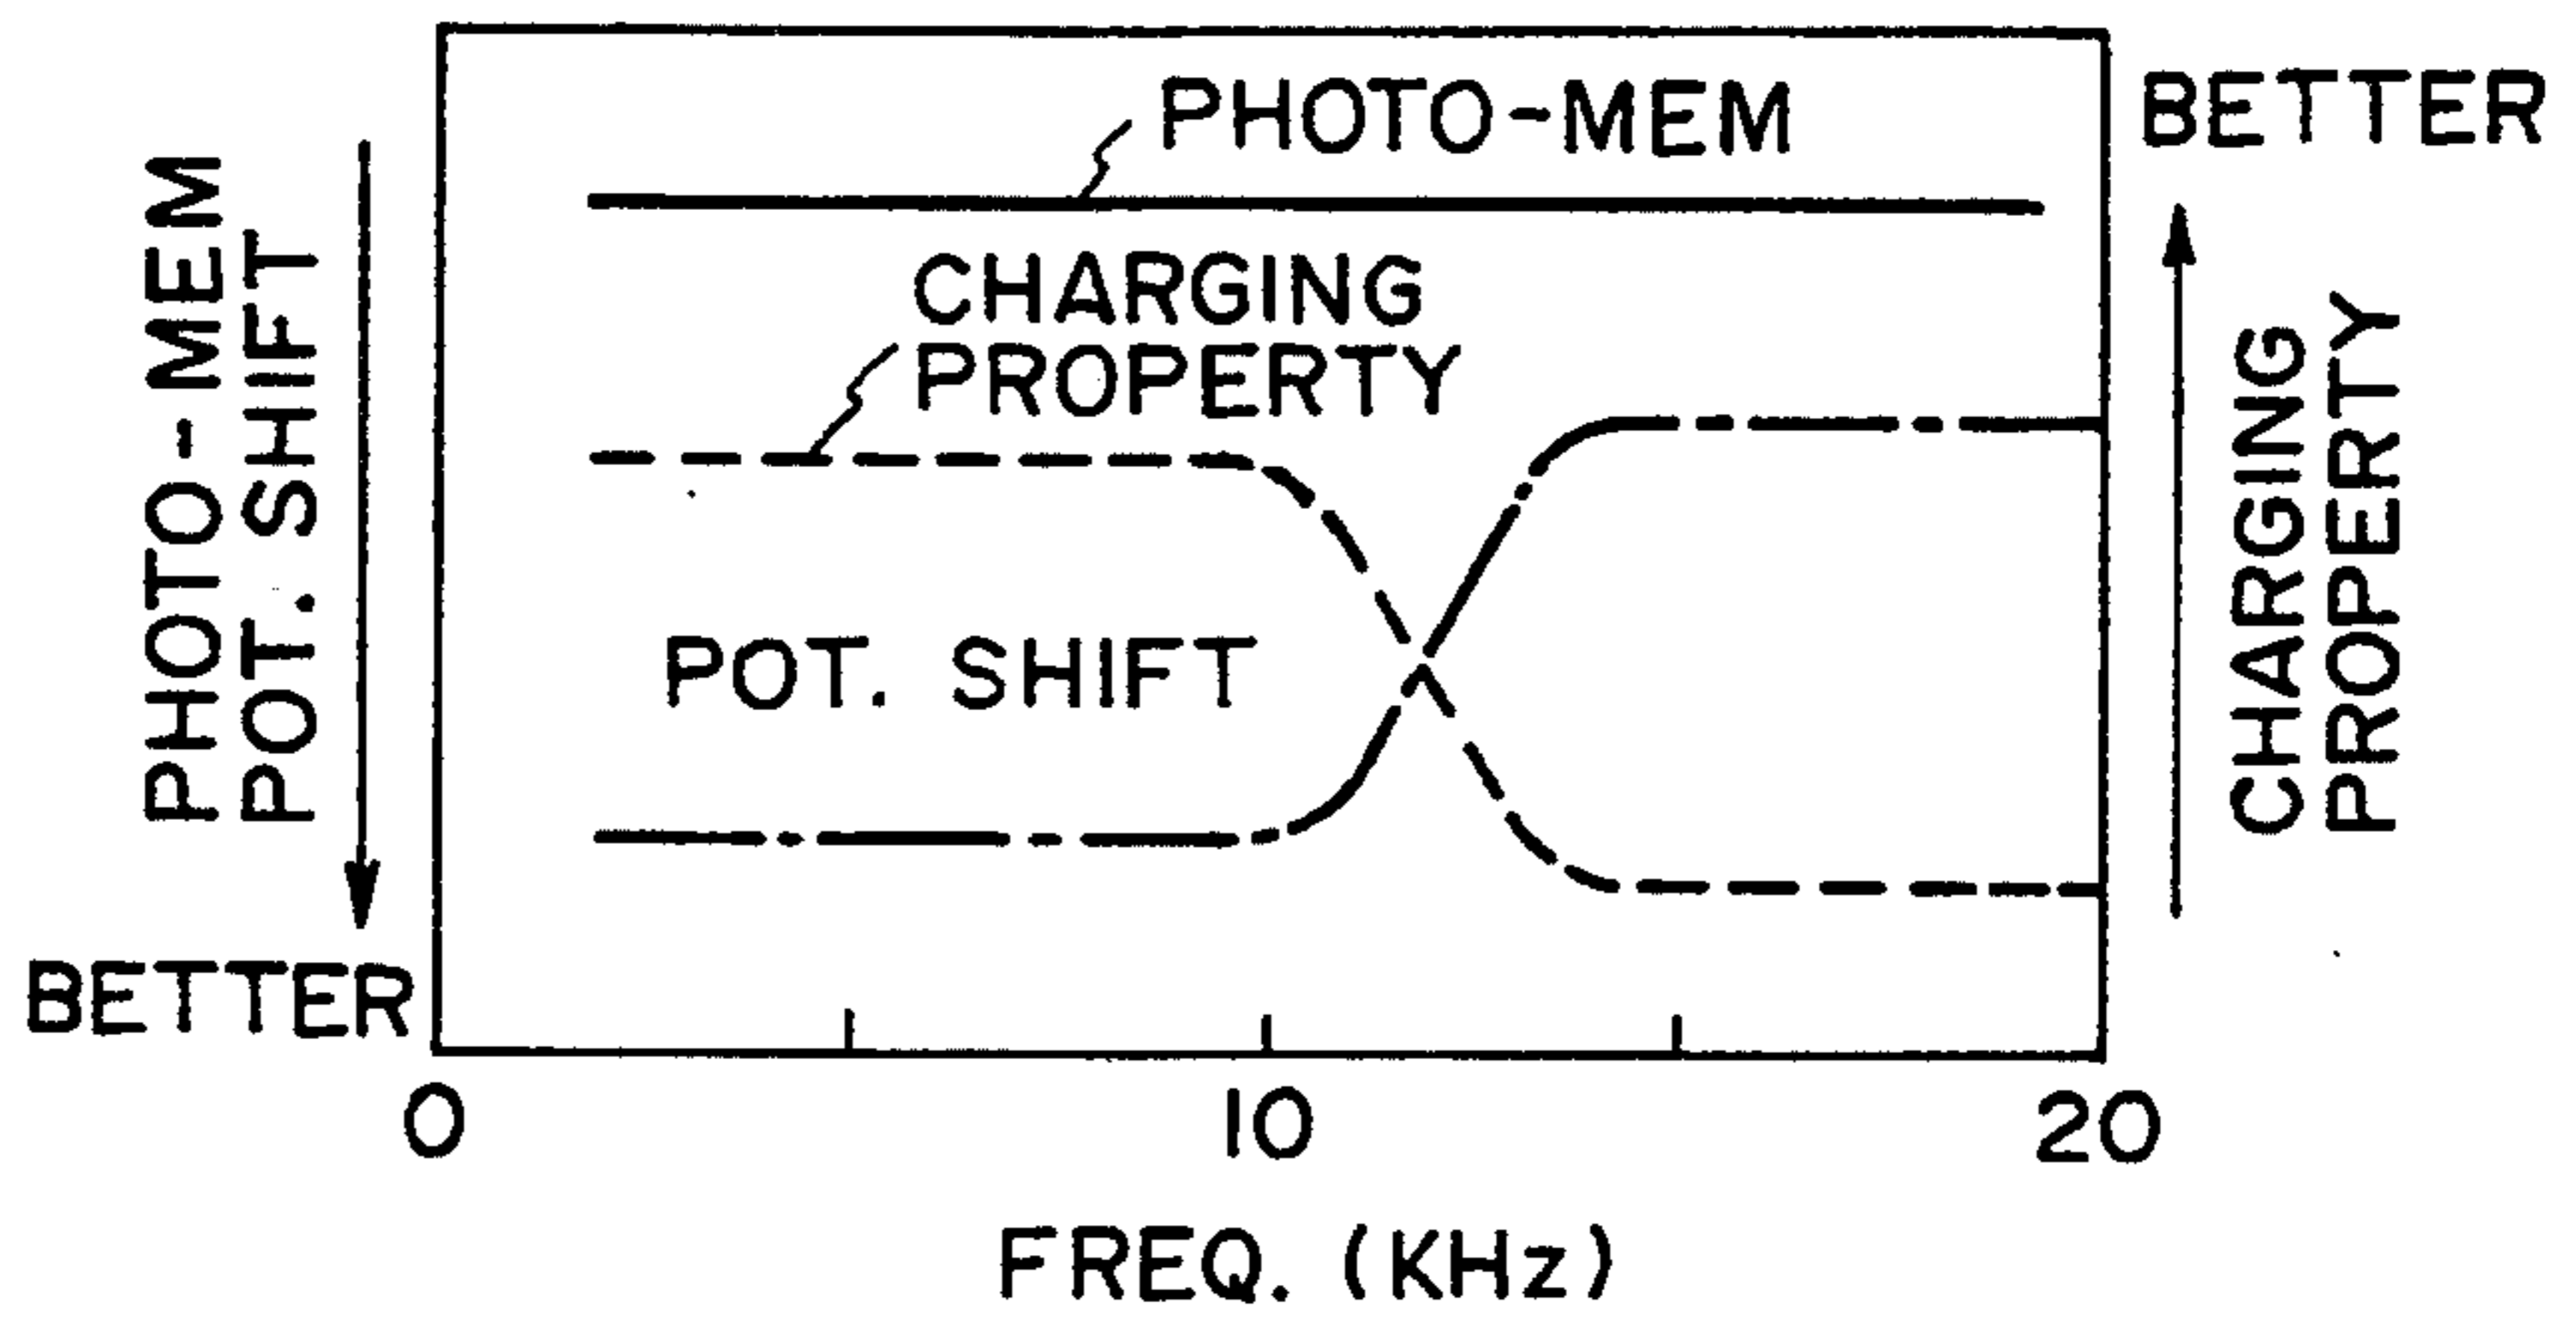 PHOTO-MEM
POT. SHIFT
BETTER
PHOTO-MEM
CHARGING
PROPERTY
POT. SHIFT
BETTER
CHARGING
PROPERTY
0 10 20
FREQ. (KHz)